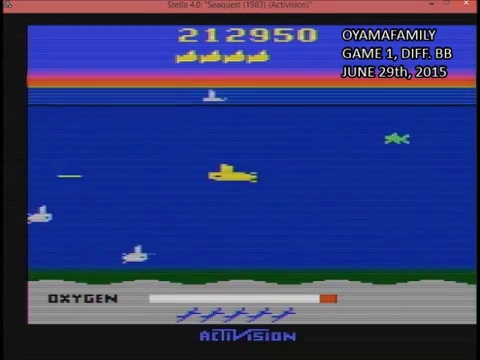 Stella 4.0: "Seaquest (1983) (Activision)"
212950
OYAMAFAMILY
GAME 1, DIFF. BB
JUNE 29th, 2015
OXYGEN
ACTIVISION